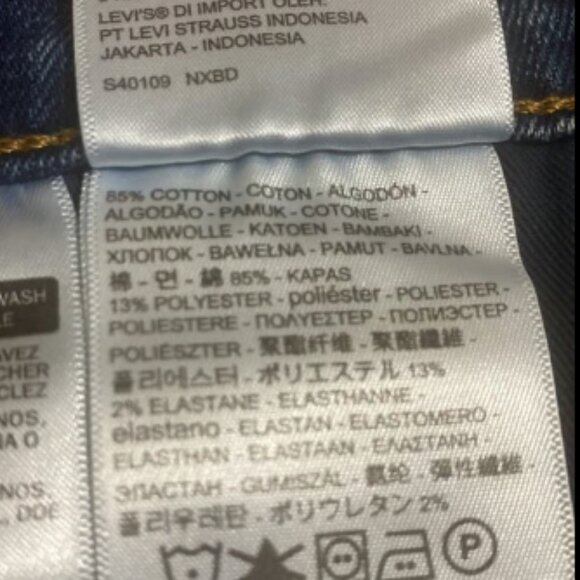 LEVI'S® DI IMPORT OLEH:
PT LEVI STRAUSS INDONESIA
JAKARTA - INDONESIA
S40109 NXBD
85% COTTON - COTON - ALGODÓN -
ALGODÃO - PAMUK - COTONE -
BAUMWOLLE - KATOEN - BAMBAKI -
ХЛОПОК - BAWEŁNA - PAMUT - BAVLNA -
棉 - 면 - 綿 85% - KAPAS
13% POLYESTER - poliéster - POLIESTER -
POLIESTERE - ΠΟΛΥΕΣΤΕΡ - ПОЛИЭСТЕР -
POLIÉSZTER - 聚酯纤维 - 聚酯纖維 -
폴리에스터 - ポリエステル 13%
2% ELASTANE - ELASTHANNE -
elastano - ELASTAN - ELASTOMERO -
ELASTHAN - ELASTAAN - ΕΛΑΣΤΑΝΗ -
ЭЛАСТАН - GUMISZÁL - 氨纶 - 彈性纖維 -
폴리우레탄 - ポリウレタン 2%
P
WASH
LE
AVEZ
CHER
CLEZ
NOS,
A O
NOS,
, DOE